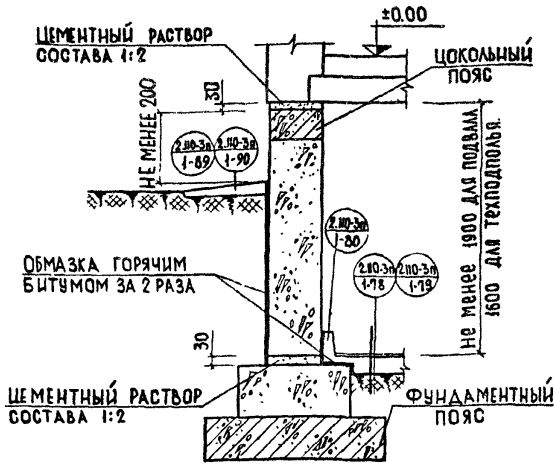 ±0.00
ЦЕМЕНТНЫЙ РАСТВОР
СОСТАВА 1:2
ЦОКОЛЬНЫЙ
ПОЯС
30
НЕ МЕНЕЕ 200
2.110-3п
1-89
2.110-3п
1-90
НЕ МЕНЕЕ 1900 ДЛЯ ПОДВАЛА,
1600 ДЛЯ ТЕХПОДПОЛЬЯ.
2.110-3п
1-80
ОБМАЗКА ГОРЯЧИМ
БИТУМОМ ЗА 2 РАЗА
2.110-3п
1-78
2.110-3п
1-79
30
ЦЕМЕНТНЫЙ РАСТВОР
СОСТАВА 1:2
ФУНДАМЕНТНЫЙ
ПОЯС